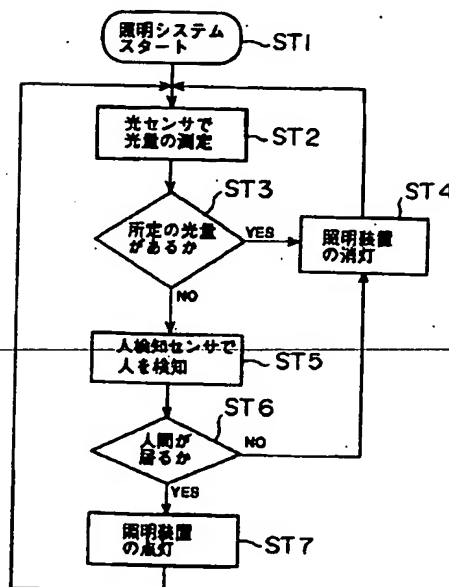 照明システム
スタート
ST1
光センサで
光量の測定
ST2
ST3
所定の光量
があるか
YES
ST4
照明装置
の消灯
NO
人検知センサで
人を検知
ST5
ST6
人間が
居るか
NO
YES
照明装置
の点灯
ST7